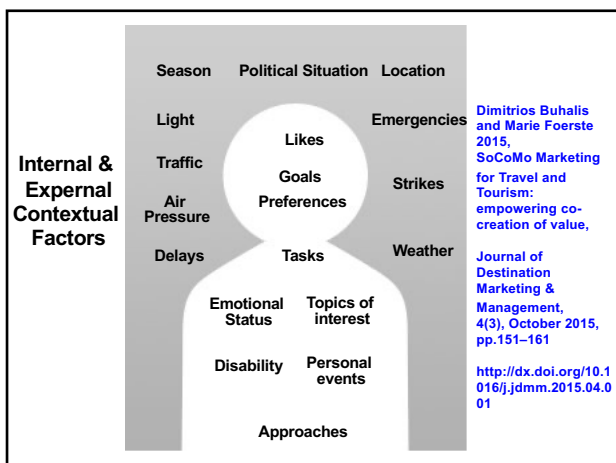 Internal &
Expernal
Contextual
Factors
Season Political Situation Location
Light
Traffic
Air
Pressure
Delays
Likes
Goals
Preferences
Tasks
Emotional
Status
Topics of
interest
Disability
Personal
events
Approaches
Emergencies
Strikes
Weather
Dimitrios Buhalis
and Marie Foerste
2015,
SoCoMo Marketing
for Travel and
Tourism:
empowering co-
creation of value,
Journal of
Destination
Marketing &
Management,
4(3), October 2015,
pp.151–161
http://dx.doi.org/10.1
016/j.jdmm.2015.04.0
01